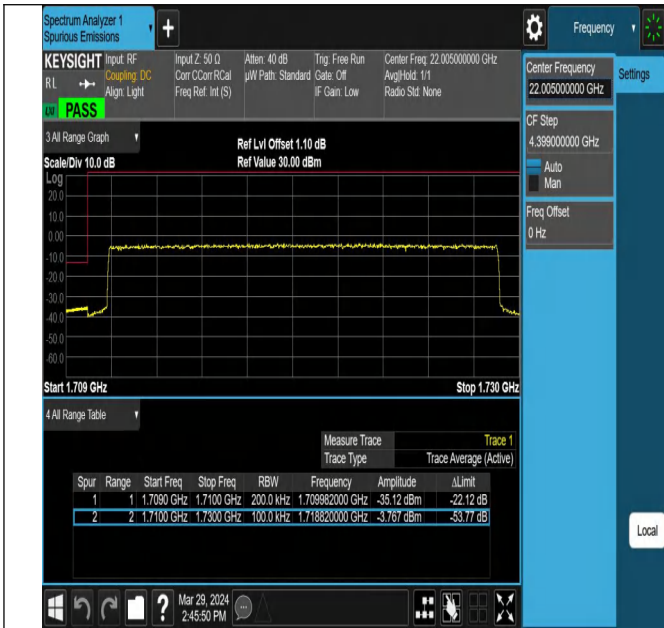 Spectrum Analyzer 1
Spurious Emissions
Frequency
KEYSIGHT Input: RF Input Z: 50 Ω Atten: 40 dB Trig: Free Run Center Freq: 22.005000000 GHz
RL Coupling: DC Corr CCorr RCal µW Path: Standard Gate: Off Avg|Hold: 1/1
Align: Light Freq Ref: Int (S) IF Gain: Low Radio Std: None
PASS
Center Frequency
22.005000000 GHz
Settings
CF Step
4.399000000 GHz
Auto
Man
Freq Offset
0 Hz
3 All Range Graph
Ref Lvl Offset 1.10 dB
Scale/Div 10.0 dB Ref Value 30.00 dBm
Log
20.0
10.0
0.00
-10.0
-20.0
-30.0
-40.0
-50.0
-60.0
Start 1.709 GHz Stop 1.730 GHz
4 All Range Table
Measure Trace Trace 1
Trace Type Trace Average (Active)
Spur Range Start Freq Stop Freq RBW Frequency Amplitude ΔLimit
1 1 1.7090 GHz 1.7100 GHz 200.0 kHz 1.709982000 GHz -35.12 dBm -22.12 dB
2 2 1.7100 GHz 1.7300 GHz 100.0 kHz 1.718820000 GHz -3.767 dBm -53.77 dB
Local
Mar 29, 2024
2:45:50 PM